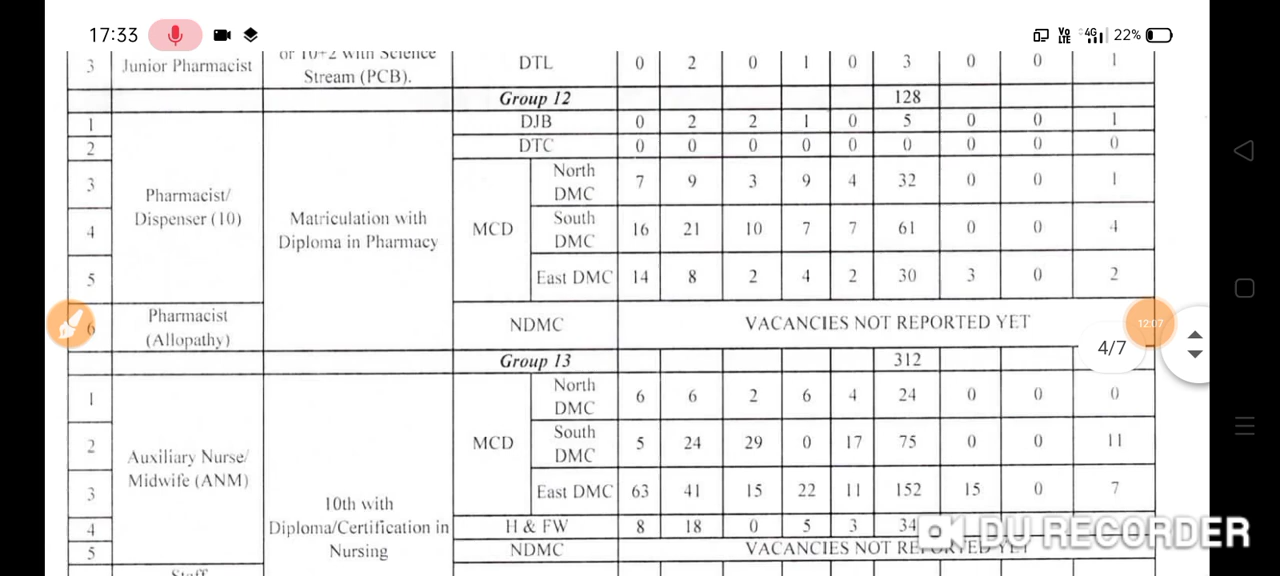 17:33 Vo LTE 4G 22%
or 10+2 with Science
3 Junior Pharmacist Stream (PCB). DTL 0 2 0 1 0 3 0 0 1
Group 12 128
1 DJB 0 2 2 1 0 5 0 0 1
2 DTC 0 0 0 0 0 0 0 0 0
3 North DMC 7 9 3 9 4 32 0 0 1
Pharmacist/ Dispenser (10)
Matriculation with Diploma in Pharmacy
MCD
4 South DMC 16 21 10 7 7 61 0 0 4
5 East DMC 14 8 2 4 2 30 3 0 2
6 Pharmacist (Allopathy) NDMC VACANCIES NOT REPORTED YET
12:07
4/7
Group 13 312
1 North DMC 6 6 2 6 4 24 0 0 0
2 South DMC 5 24 29 0 17 75 0 0 11
MCD
Auxiliary Nurse/ Midwife (ANM)
3 East DMC 63 41 15 22 11 152 15 0 7
10th with Diploma/Certification in Nursing
4 H & FW 8 18 0 5 3 34
DU RECORDER
5 NDMC VACANCIES NOT REPORTED YET
Staff